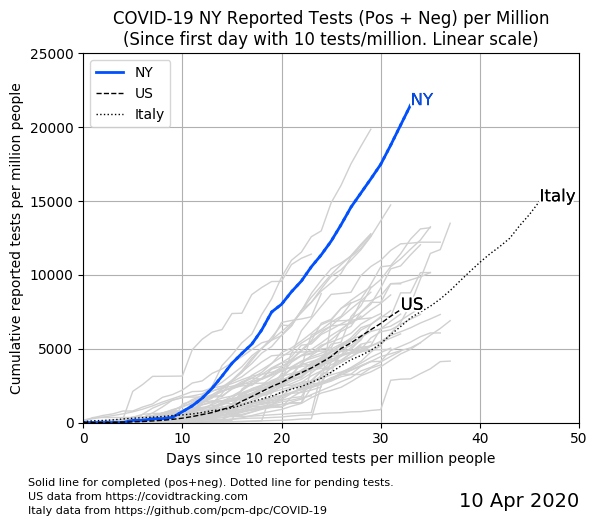 COVID-19 NY Reported Tests (Pos + Neg) per Million
(Since first day with 10 tests/million. Linear scale)
Cumulative reported tests per million people
25000
20000
15000
10000
5000
0
NY
US
Italy
NY
Italy
US
0 10 20 30 40 50
Days since 10 reported tests per million people
Solid line for completed (pos+neg). Dotted line for pending tests.
US data from https://covidtracking.com
Italy data from https://github.com/pcm-dpc/COVID-19
10 Apr 2020